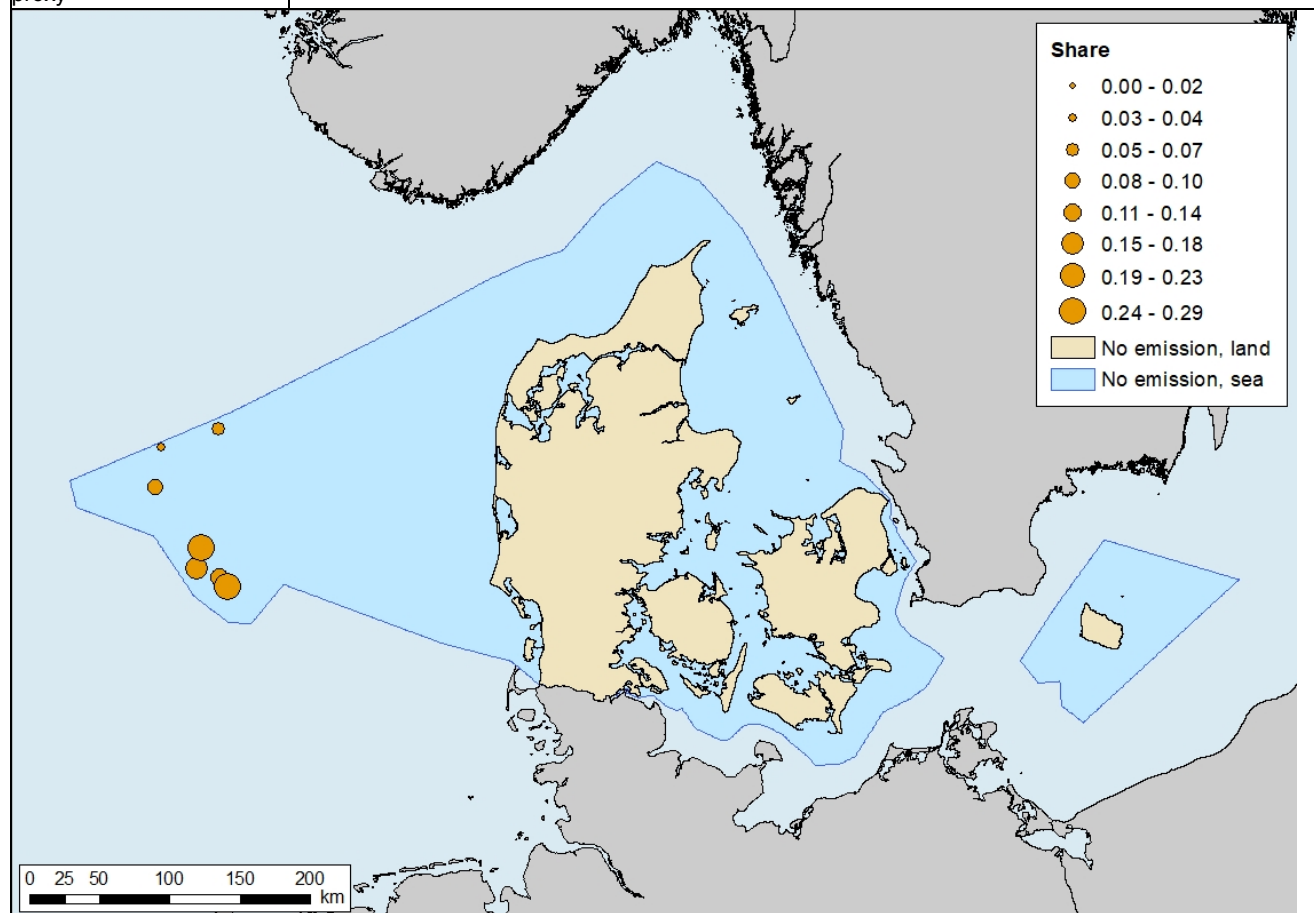 proxy
Share
0.00 - 0.02
0.03 - 0.04
0.05 - 0.07
0.08 - 0.10
0.11 - 0.14
0.15 - 0.18
0.19 - 0.23
0.24 - 0.29
No emission, land
No emission, sea
0 25 50 100 150 200
km